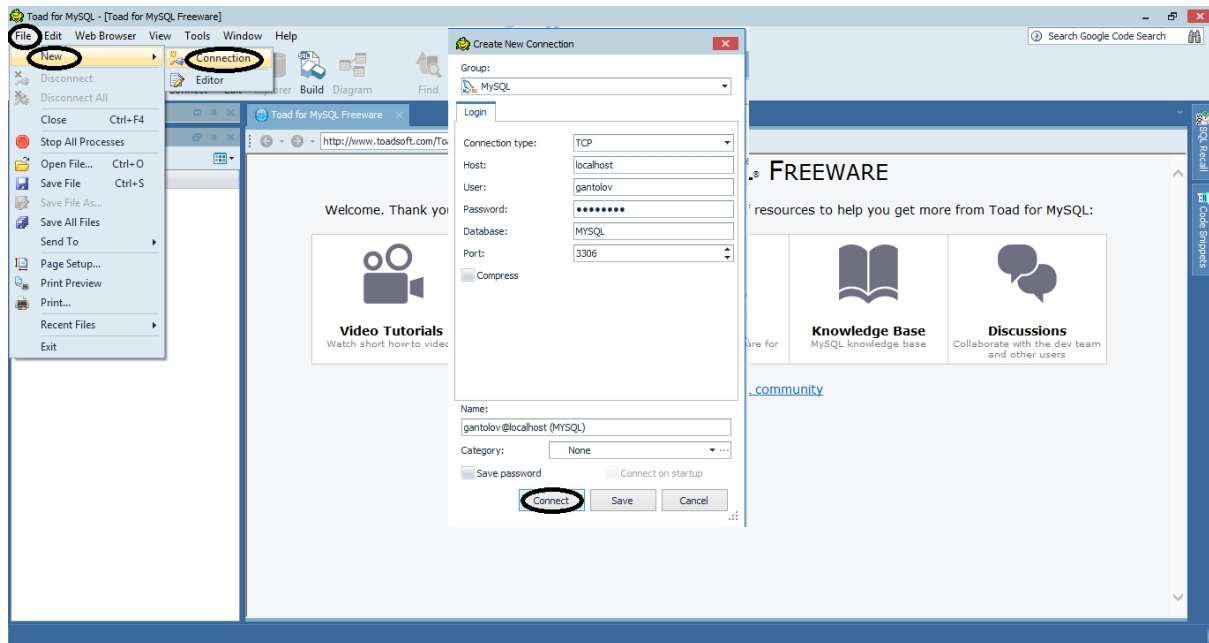 Toad for MySQL - [Toad for MySQL Freeware]
File Edit Web Browser View Tools Window Help
Search Google Code Search
New
Connection
Editor
Disconnect
Disconnect All
Close Ctrl+F4
Stop All Processes
Open File... Ctrl+O
Save File Ctrl+S
Save File As...
Save All Files
Send To
Page Setup...
Print Preview
Print...
Recent Files
Exit
Build Diagram Find
Toad for MySQL Freeware
http://www.toadsoft.com/To
FREEWARE
Welcome. Thank you
resources to help you get more from Toad for MySQL:
Video Tutorials
Watch short how-to video
Knowledge Base
MySQL knowledge base
Discussions
Collaborate with the dev team
and other users
are for
community
Create New Connection
Group:
MySQL
Login
Connection type: TCP
Host: localhost
User: gantolov
Password: ••••••••
Database: MYSQL
Port: 3306
Compress
Name:
gantolov@localhost (MYSQL)
Category: None
Save password Connect on startup
Connect Save Cancel
SQL Recall
Code Snippets